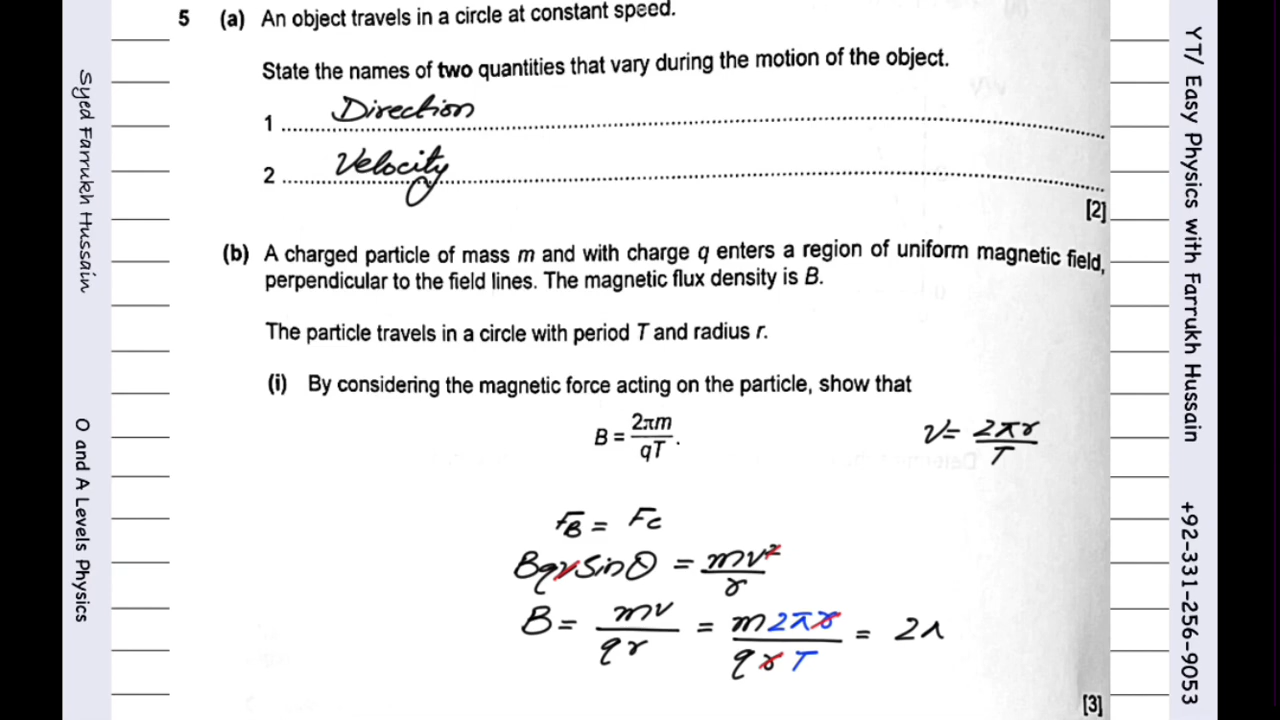 5 (a) An object travels in a circle at constant speed.
State the names of two quantities that vary during the motion of the object.
1 Direction
2 Velocity
[2]
(b) A charged particle of mass m and with charge q enters a region of uniform magnetic field,
perpendicular to the field lines. The magnetic flux density is B.
The particle travels in a circle with period T and radius r.
(i) By considering the magnetic force acting on the particle, show that
B = 2πm / qT .
v = 2πr / T
FB = Fc
Bqv Sin θ = mv² / r
B = mv / qr = m 2πr / q r T = 2π
[3]
Syed Farrukh Hussain
O and A Levels Physics
YT/ Easy Physics with Farrukh Hussain
+92-331-256-9053